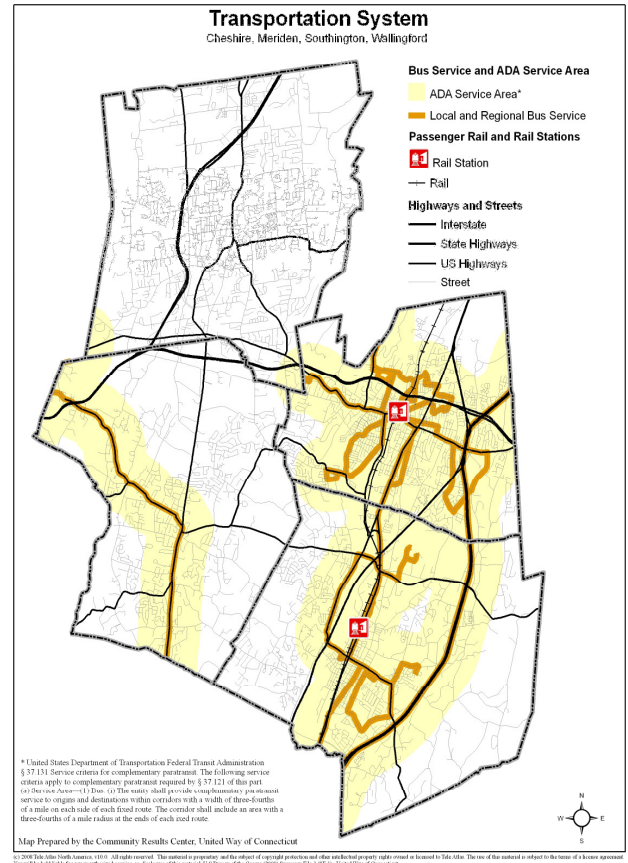 Transportation System
Cheshire, Meriden, Southington, Wallingford
Bus Service and ADA Service Area
ADA Service Area*
Local and Regional Bus Service
Passenger Rail and Rail Stations
Rail Station
Rail
Highways and Streets
Interstate
State Highways
US Highways
Street
* United States Department of Transportation Federal Transit Administration
§ 37.131 Service criteria for complementary paratransit. The following service
criteria apply to complementary paratransit required by § 37.121 of this part.
(a) Service Area—(1) Bus. (i) The entity shall provide complementary paratransit
service to origins and destinations within corridors with a width of three-fourths
of a mile on each side of each fixed route. The corridor shall include an area with a
three-fourths of a mile radius at the ends of each ixed route.
N
W
E
S
Map Prepared by the Community Results Center, United Way of Connecticut
(c) 2008 Tele Atlas North America, v10.0. All rights reserved. This material is proprietary and the subject of copyright protection and other intellectual property rights owned or licensed to Tele Atlas. The use of this material is subject to the terms of a license agreement.